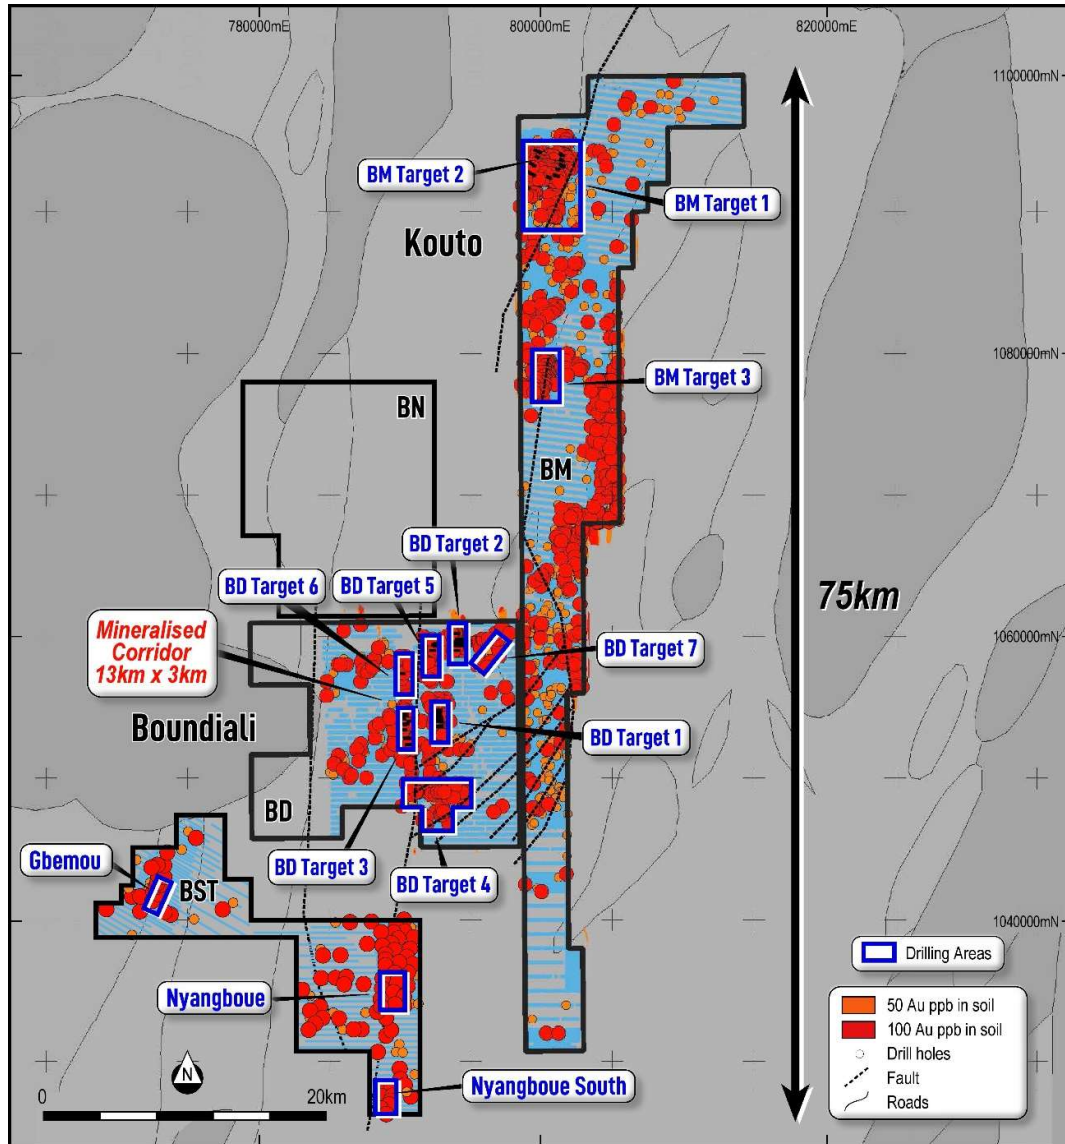 780000mE
800000mE
820000mE
1100000mN
BM Target 2
BM Target 1
Kouto
1080000mN
BM Target 3
BN
BM
BD Target 2
BD Target 5
BD Target 6
75km
Mineralised
Corridor
13km x 3km
1060000mN
BD Target 7
Boundiali
BD Target 1
BD
BD Target 3
BD Target 4
Gbemou
BST
1040000mN
Drilling Areas
Nyangboue
50 Au ppb in soil
100 Au ppb in soil
Drill holes
Fault
Roads
N
Nyangboue South
0
20km